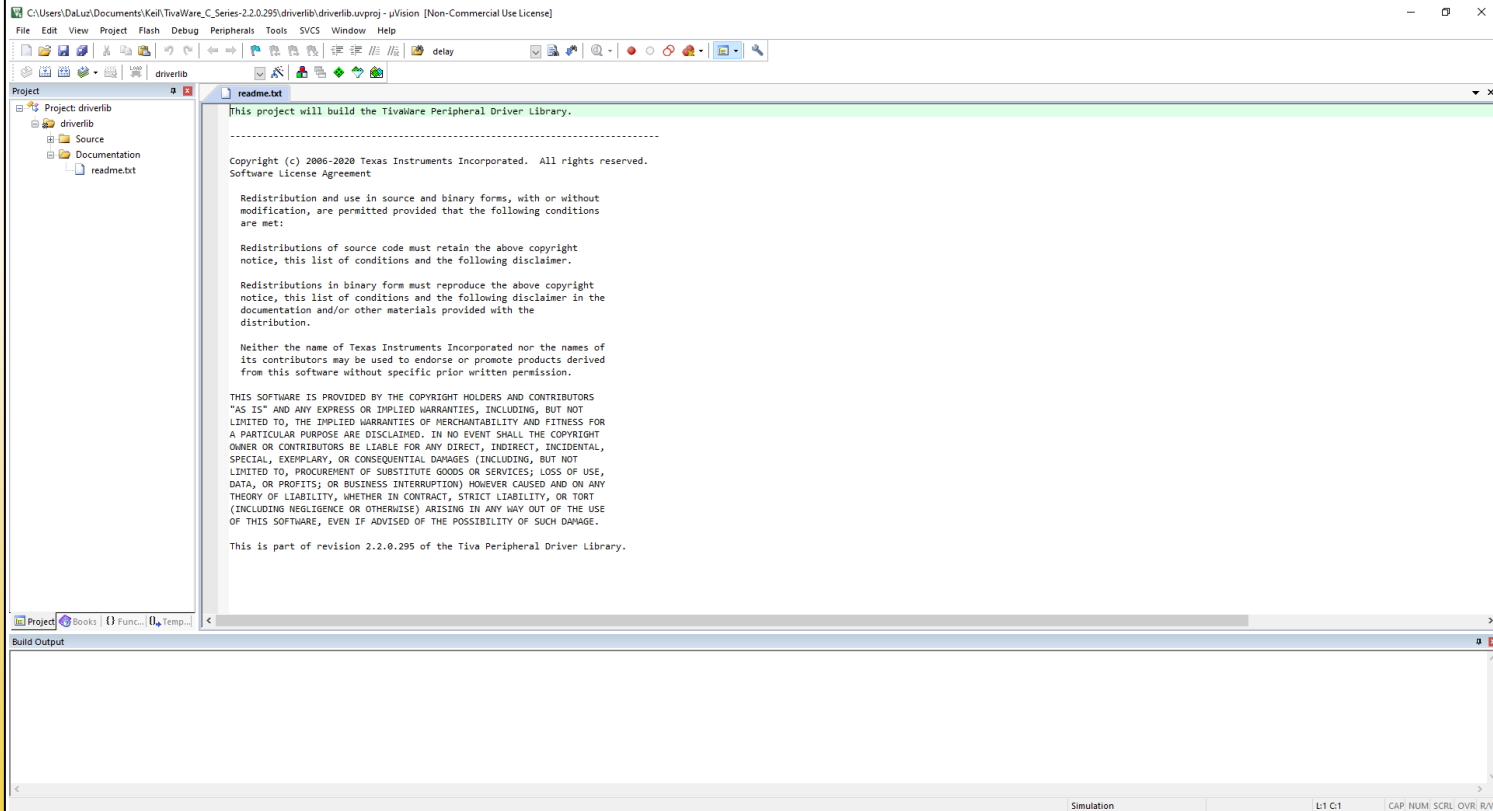 C:\Users\DaLuz\Documents\Keil\TivaWare_C_Series-2.2.0.295\driverlib\driverlib.uvproj - µVision [Non-Commercial Use License]
File Edit View Project Flash Debug Peripherals Tools SVCS Window Help
delay
LOAD driverlib
Project
readme.txt
Project: driverlib
driverlib
Source
Documentation
readme.txt
This project will build the TivaWare Peripheral Driver Library.
-------------------------------------------------------------------------------
Copyright (c) 2006-2020 Texas Instruments Incorporated.  All rights reserved.
Software License Agreement
Redistribution and use in source and binary forms, with or without
modification, are permitted provided that the following conditions
are met:
Redistributions of source code must retain the above copyright
notice, this list of conditions and the following disclaimer.
Redistributions in binary form must reproduce the above copyright
notice, this list of conditions and the following disclaimer in the
documentation and/or other materials provided with the
distribution.
Neither the name of Texas Instruments Incorporated nor the names of
its contributors may be used to endorse or promote products derived
from this software without specific prior written permission.
THIS SOFTWARE IS PROVIDED BY THE COPYRIGHT HOLDERS AND CONTRIBUTORS
"AS IS" AND ANY EXPRESS OR IMPLIED WARRANTIES, INCLUDING, BUT NOT
LIMITED TO, THE IMPLIED WARRANTIES OF MERCHANTABILITY AND FITNESS FOR
A PARTICULAR PURPOSE ARE DISCLAIMED. IN NO EVENT SHALL THE COPYRIGHT
OWNER OR CONTRIBUTORS BE LIABLE FOR ANY DIRECT, INDIRECT, INCIDENTAL,
SPECIAL, EXEMPLARY, OR CONSEQUENTIAL DAMAGES (INCLUDING, BUT NOT
LIMITED TO, PROCUREMENT OF SUBSTITUTE GOODS OR SERVICES; LOSS OF USE,
DATA, OR PROFITS; OR BUSINESS INTERRUPTION) HOWEVER CAUSED AND ON ANY
THEORY OF LIABILITY, WHETHER IN CONTRACT, STRICT LIABILITY, OR TORT
(INCLUDING NEGLIGENCE OR OTHERWISE) ARISING IN ANY WAY OUT OF THE USE
OF THIS SOFTWARE, EVEN IF ADVISED OF THE POSSIBILITY OF SUCH DAMAGE.
This is part of revision 2.2.0.295 of the Tiva Peripheral Driver Library.
Project Books {} Func... 0 Temp...
Build Output
Simulation L:1 C:1 CAP NUM SCRL OVR R/W